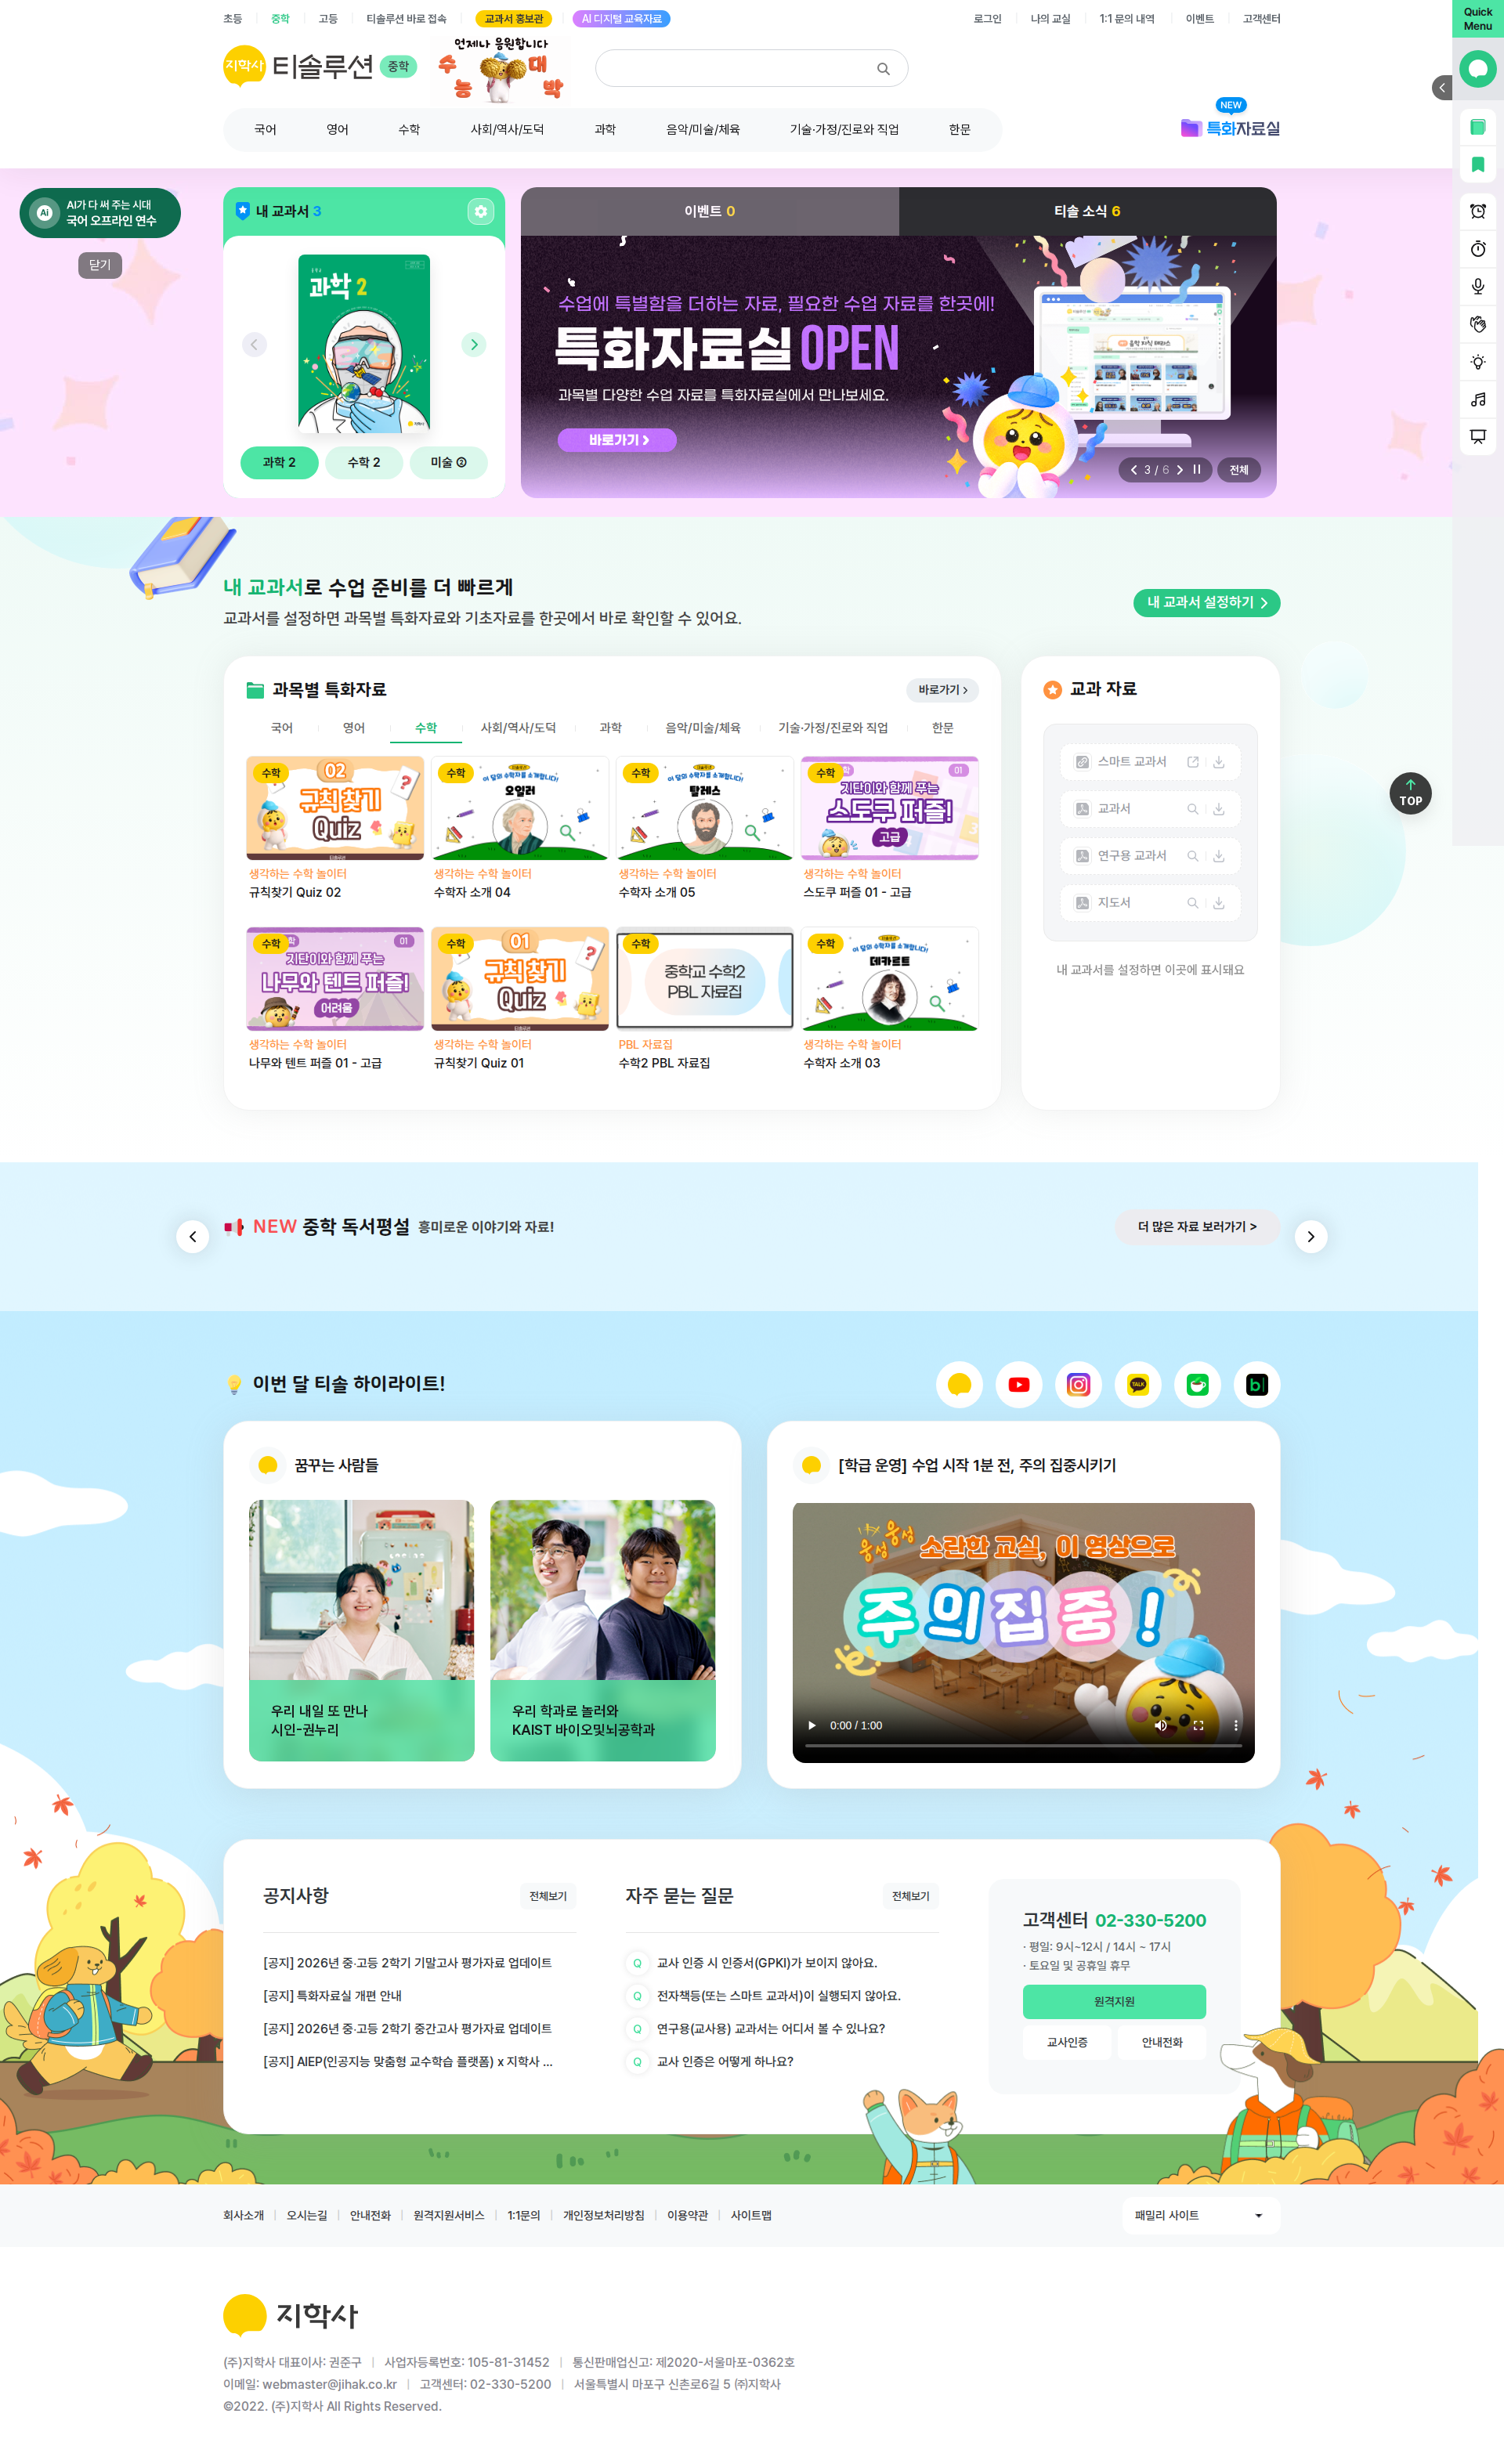 초등
중학
고등
티솔루션 바로 접속
교과서 홍보관
AI 디지털 교육자료
로그인
나의 교실
1:1 문의 내역
이벤트
고객센터
Quick
Menu
지학사 티솔루션 중학
언제나 응원합니다
수능 대박
국어
영어
수학
사회/역사/도덕
과학
음악/미술/체육
기술·가정/진로와 직업
한문
NEW
특화자료실
AI
AI가 다 써 주는 시대
국어 오프라인 연수
닫기
내 교과서 3
과학 2
과학 2
수학 2
미술 ②
이벤트 0
티솔 소식 6
수업에 특별함을 더하는 자료, 필요한 수업 자료를 한곳에!
특화자료실 OPEN
과목별 다양한 수업 자료를 특화자료실에서 만나보세요.
바로가기
3 / 6
전체
내 교과서로 수업 준비를 더 빠르게
교과서를 설정하면 과목별 특화자료와 기초자료를 한곳에서 바로 확인할 수 있어요.
내 교과서 설정하기
과목별 특화자료
바로가기
국어
영어
수학
사회/역사/도덕
과학
음악/미술/체육
기술·가정/진로와 직업
한문
수학
02
규칙 찾기
Quiz
생각하는 수학 놀이터
규칙찾기 Quiz 02
수학
이 달의 수학자를 소개합니다!
오일러
생각하는 수학 놀이터
수학자 소개 04
수학
이 달의 수학자를 소개합니다!
탈레스
생각하는 수학 놀이터
수학자 소개 05
수학
01
지단이와 함께 푸는
스도쿠 퍼즐!
고급
생각하는 수학 놀이터
스도쿠 퍼즐 01 - 고급
수학
01
지단이와 함께 푸는
나무와 텐트 퍼즐!
어려움
생각하는 수학 놀이터
나무와 텐트 퍼즐 01 - 고급
수학
01
규칙 찾기
Quiz
생각하는 수학 놀이터
규칙찾기 Quiz 01
수학
중학교 수학2
PBL 자료집
PBL 자료집
수학2 PBL 자료집
수학
이 달의 수학자를 소개합니다!
데카르트
생각하는 수학 놀이터
수학자 소개 03
교과 자료
스마트 교과서
교과서
연구용 교과서
지도서
내 교과서를 설정하면 이곳에 표시돼요
TOP
NEW 중학 독서평설 흥미로운 이야기와 자료!
더 많은 자료 보러가기 >
이번 달 티솔 하이라이트!
TALK
꿈꾸는 사람들
우리 내일 또 만나
시인-권누리
우리 학과로 놀러와
KAIST 바이오및뇌공학과
[학급 운영] 수업 시작 1분 전, 주의 집중시키기
웅성웅성
소란한 교실, 이 영상으로
주의집중!
0:00 / 1:00
공지사항
전체보기
[공지] 2026년 중·고등 2학기 기말고사 평가자료 업데이트
[공지] 특화자료실 개편 안내
[공지] 2026년 중·고등 2학기 중간고사 평가자료 업데이트
[공지] AIEP(인공지능 맞춤형 교수학습 플랫폼) x 지학사 ...
자주 묻는 질문
전체보기
Q 교사 인증 시 인증서(GPKI)가 보이지 않아요.
Q 전자책등(또는 스마트 교과서)이 실행되지 않아요.
Q 연구용(교사용) 교과서는 어디서 볼 수 있나요?
Q 교사 인증은 어떻게 하나요?
고객센터 02-330-5200
· 평일: 9시~12시 / 14시 ~ 17시
· 토요일 및 공휴일 휴무
원격지원
교사인증
안내전화
회사소개
오시는길
안내전화
원격지원서비스
1:1문의
개인정보처리방침
이용약관
사이트맵
패밀리 사이트
지학사
(주)지학사 대표이사: 권준구 | 사업자등록번호: 105-81-31452 | 통신판매업신고: 제2020-서울마포-0362호
이메일: webmaster@jihak.co.kr | 고객센터: 02-330-5200 | 서울특별시 마포구 신촌로6길 5 ㈜지학사
©2022. (주)지학사 All Rights Reserved.